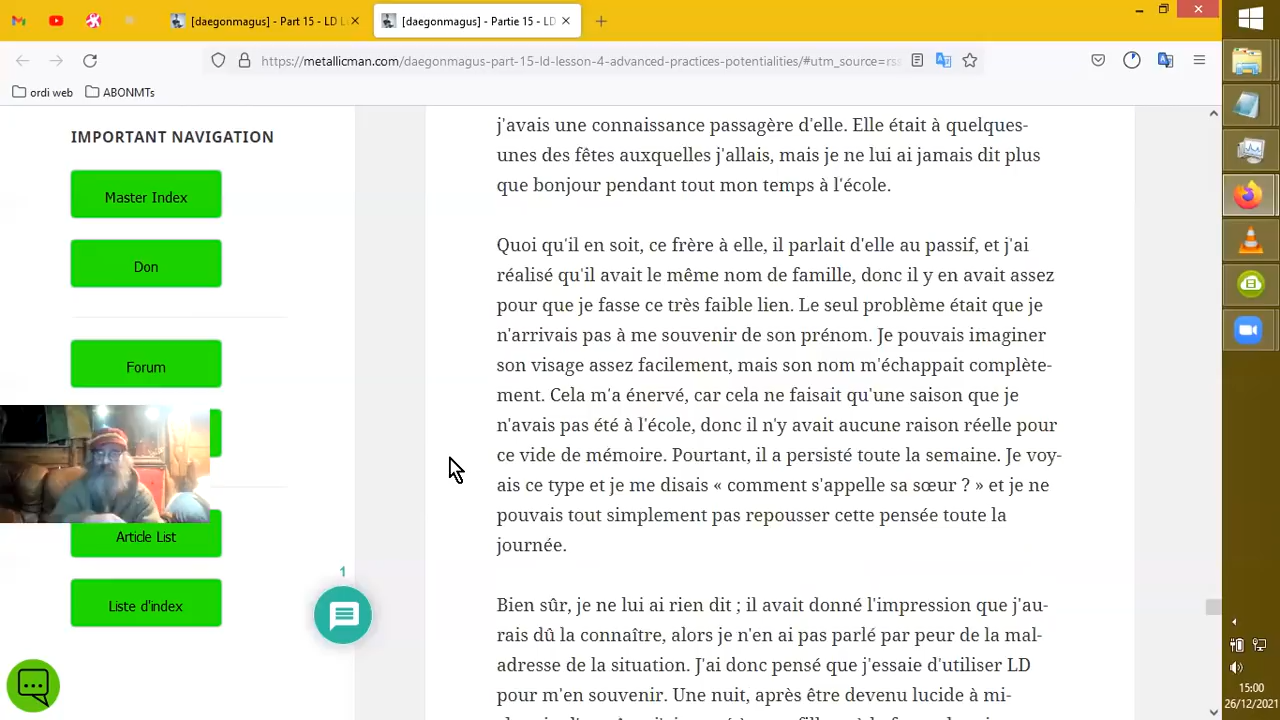 [daegonmagus] - Part 15 - LD L
[daegonmagus] - Partie 15 - LD
https://metallicman.com/daegonmagus-part-15-ld-lesson-4-advanced-practices-potentialities/#utm_source=rs
ordi web
ABONMTs
IMPORTANT NAVIGATION
Master Index
Don
Forum
Article List
Liste d'index
1
j'avais une connaissance passagère d'elle. Elle était à quelques-
unes des fêtes auxquelles j'allais, mais je ne lui ai jamais dit plus
que bonjour pendant tout mon temps à l'école.
Quoi qu'il en soit, ce frère à elle, il parlait d'elle au passif, et j'ai
réalisé qu'il avait le même nom de famille, donc il y en avait assez
pour que je fasse ce très faible lien. Le seul problème était que je
n'arrivais pas à me souvenir de son prénom. Je pouvais imaginer
son visage assez facilement, mais son nom m'échappait complète-
ment. Cela m'a énervé, car cela ne faisait qu'une saison que je
n'avais pas été à l'école, donc il n'y avait aucune raison réelle pour
ce vide de mémoire. Pourtant, il a persisté toute la semaine. Je voy-
ais ce type et je me disais « comment s'appelle sa sœur ? » et je ne
pouvais tout simplement pas repousser cette pensée toute la
journée.
Bien sûr, je ne lui ai rien dit ; il avait donné l'impression que j'au-
rais dû la connaître, alors je n'en ai pas parlé par peur de la mal-
adresse de la situation. J'ai donc pensé que j'essaie d'utiliser LD
pour m'en souvenir. Une nuit, après être devenu lucide à mi-
15:00
26/12/2021